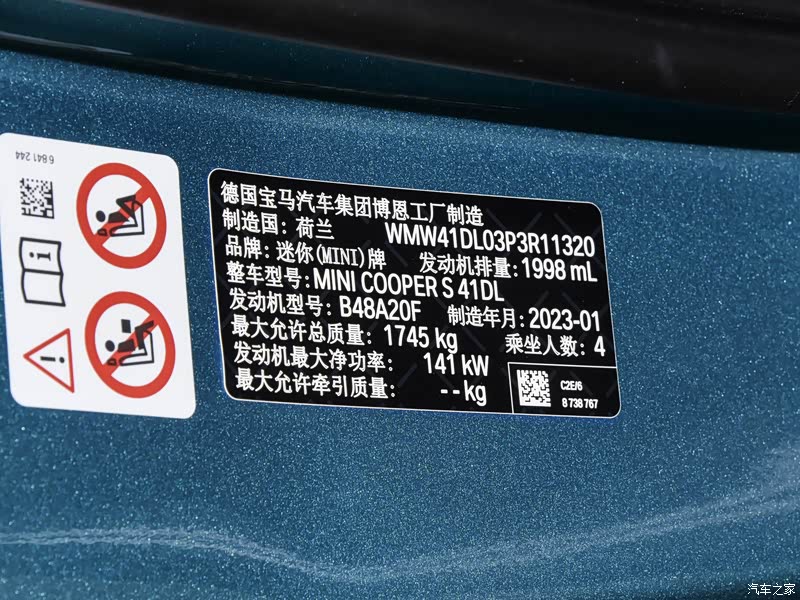 6 841 244
德国宝马汽车集团博恩工厂制造
制造国：荷兰 WMW41DL03P3R11320
品牌：迷你(MINI)牌 发动机排量：1998 mL
整车型号：MINI COOPER S 41DL
发动机型号：B48A20F 制造年月：2023-01
最大允许总质量：1745 kg 乘坐人数：4
发动机最大净功率： 141 kW
最大允许牵引质量： -- kg
C2E/6
8 738 767
汽车之家